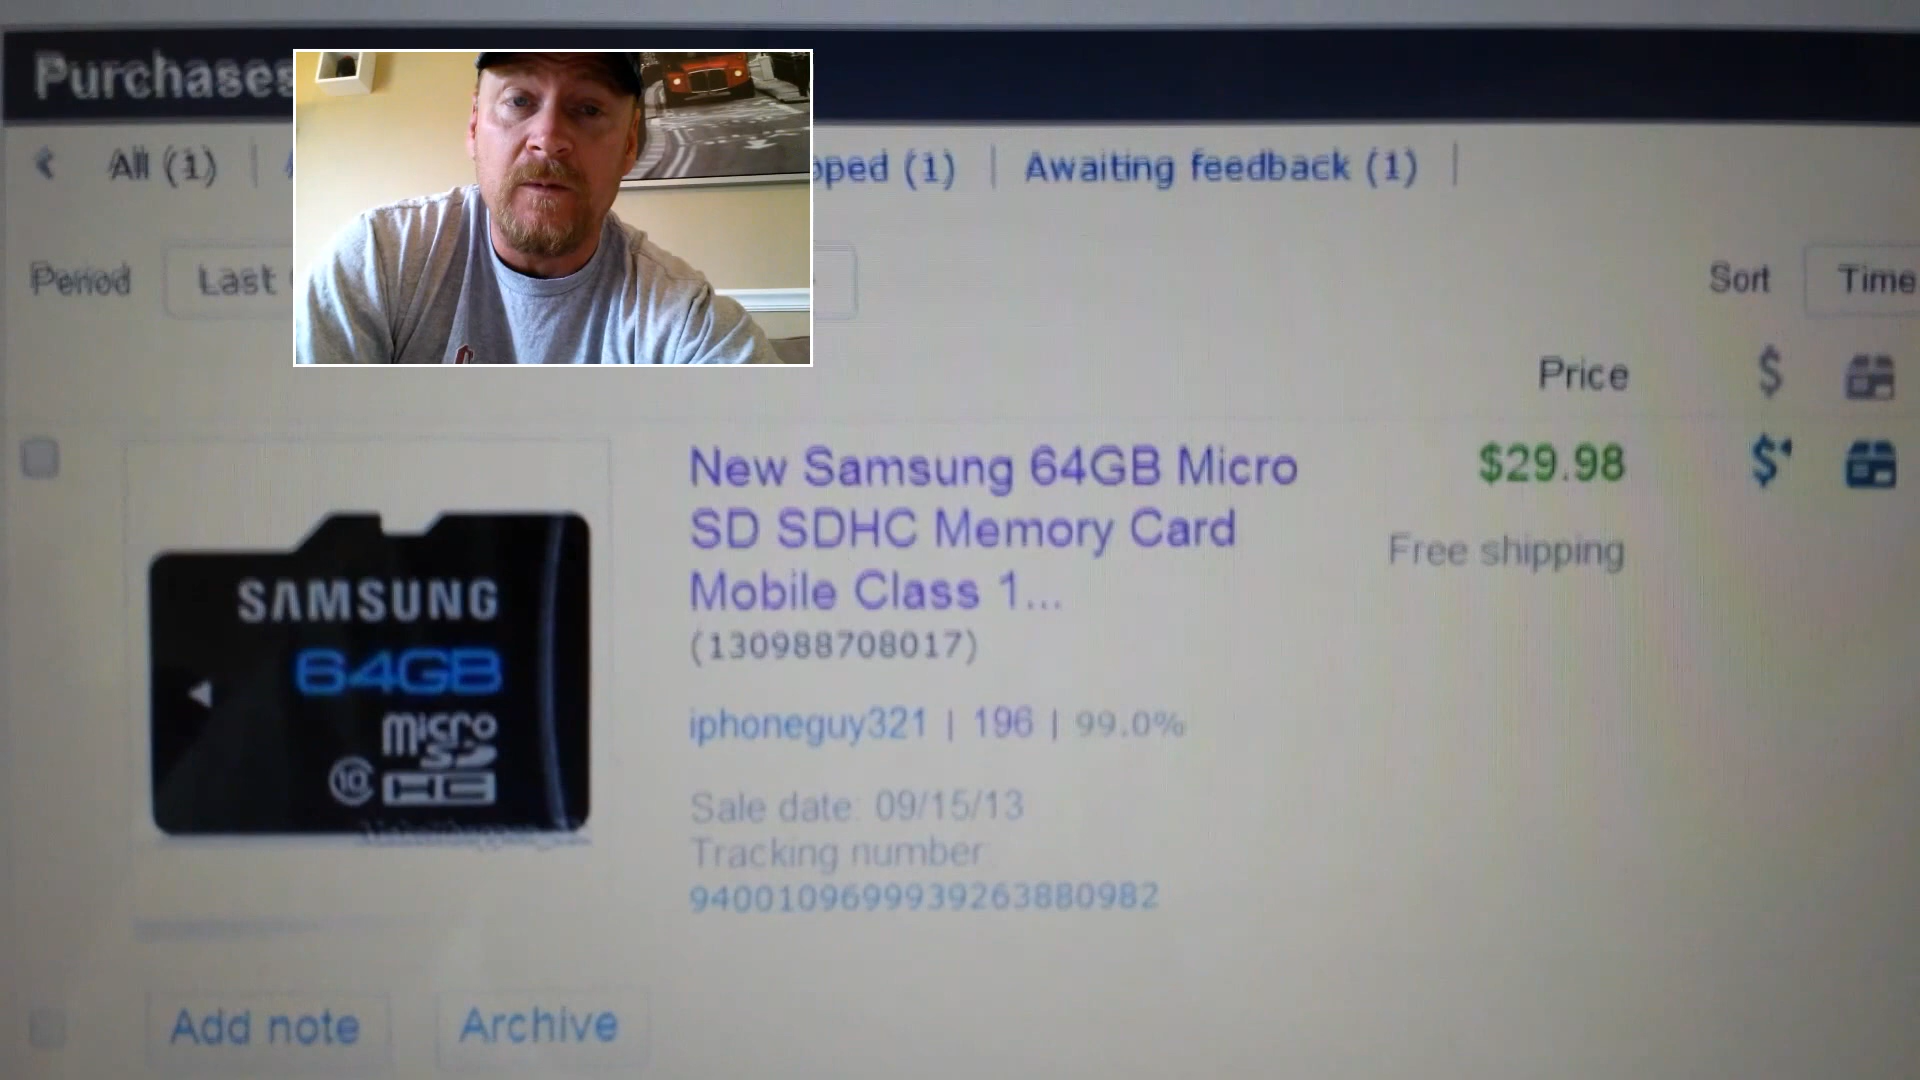 Purchases
All (1)
pped (1)
Awaiting feedback (1)
Period
Last
Sort
Time
Price
$
New Samsung 64GB Micro
SD SDHC Memory Card
Mobile Class 1...
(130988708017)
$29.98
$
Free shipping
SAMSUNG
64GB
micro
SD
10
HC
iphoneguy321 | 196 | 99.0%
Sale date: 09/15/13
Tracking number:
9400109699939263880982
Add note
Archive